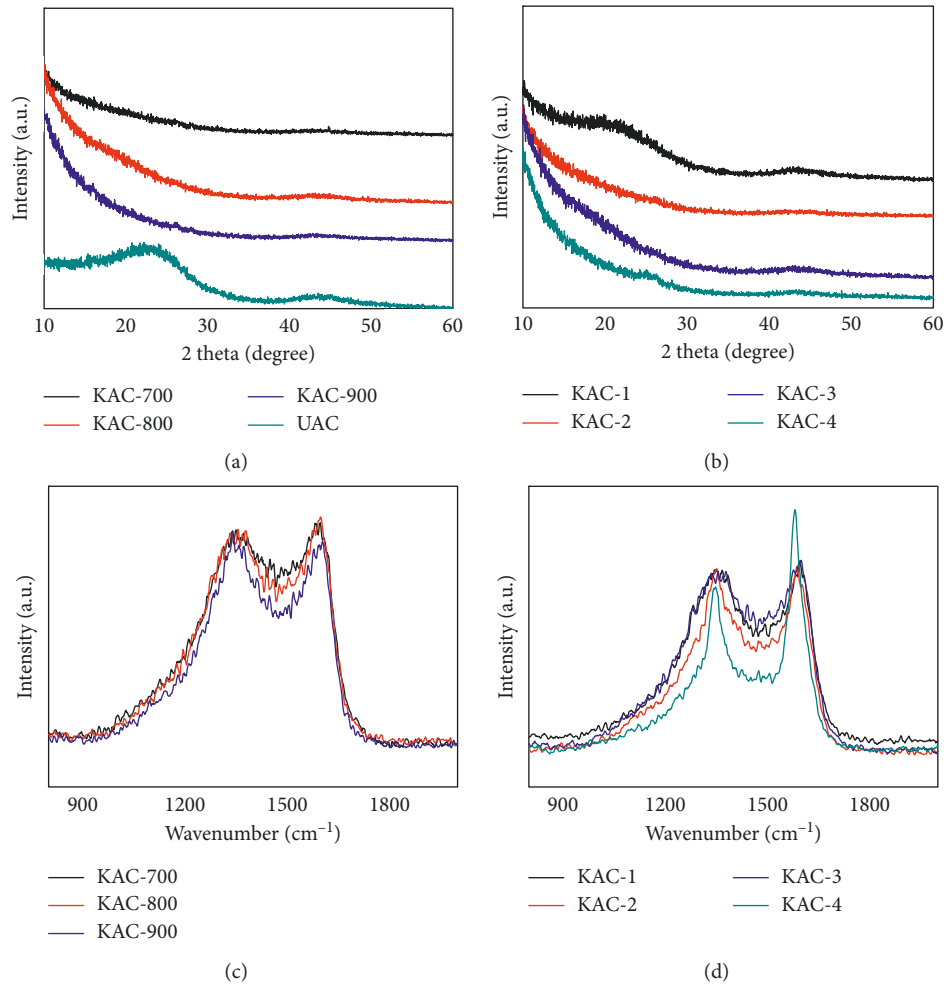 Intensity (a.u.)
10 20 30 40 50 60
2 theta (degree)
KAC-700 KAC-900
KAC-800 UAC
(a)
Intensity (a.u.)
10 20 30 40 50 60
2 theta (degree)
KAC-1 KAC-3
KAC-2 KAC-4
(b)
Intensity (a.u.)
900 1200 1500 1800
Wavenumber (cm⁻¹)
KAC-700
KAC-800
KAC-900
(c)
Intensity (a.u.)
900 1200 1500 1800
Wavenumber (cm⁻¹)
KAC-1 KAC-3
KAC-2 KAC-4
(d)